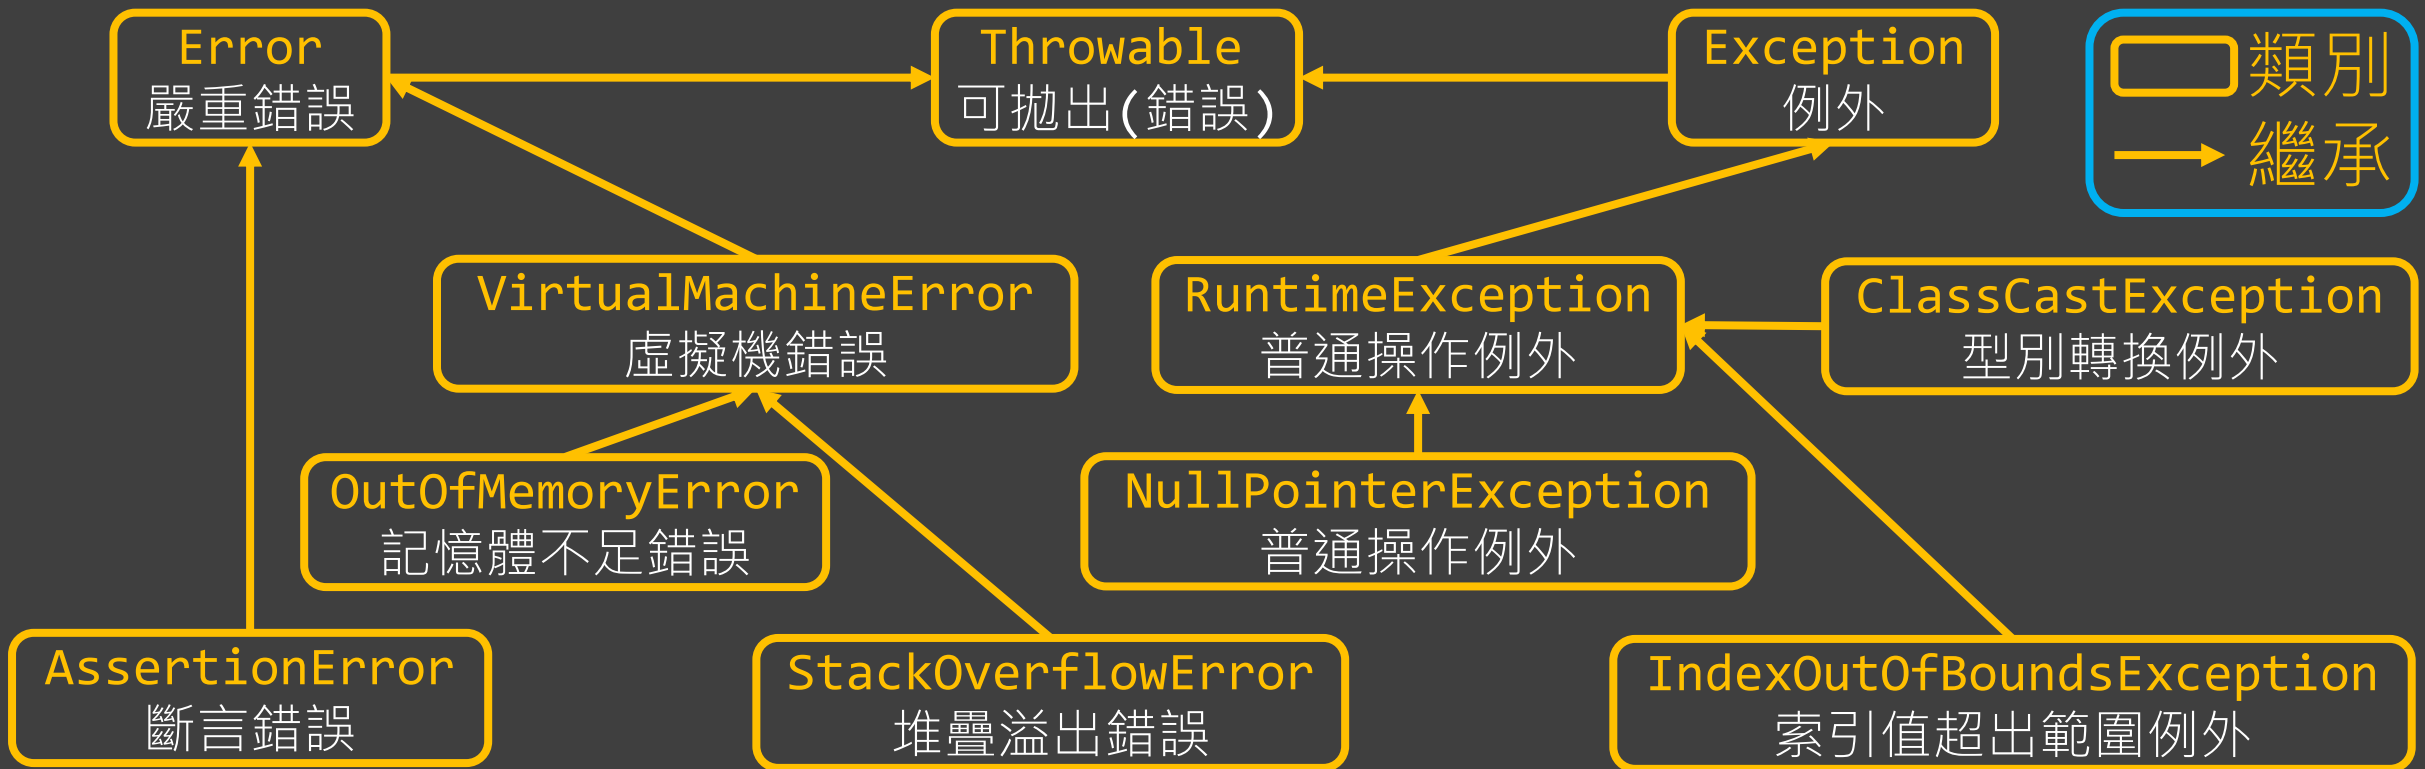 Error
嚴重錯誤
Throwable
可拋出(錯誤)
Exception
例外
類別
繼承
VirtualMachineError
虛擬機錯誤
RuntimeException
普通操作例外
ClassCastException
型別轉換例外
OutOfMemoryError
記憶體不足錯誤
NullPointerException
普通操作例外
AssertionError
斷言錯誤
StackOverflowError
堆疊溢出錯誤
IndexOutOfBoundsException
索引值超出範圍例外